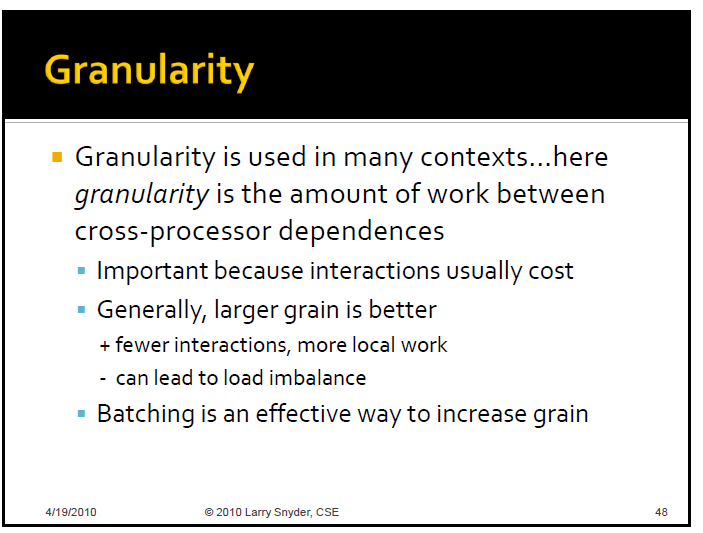 Granularity
▪ Granularity is used in many contexts...here
granularity is the amount of work between
cross-processor dependences
▪ Important because interactions usually cost
▪ Generally, larger grain is better
+ fewer interactions, more local work
- can lead to load imbalance
▪ Batching is an effective way to increase grain
4/19/2010 © 2010 Larry Snyder, CSE 48